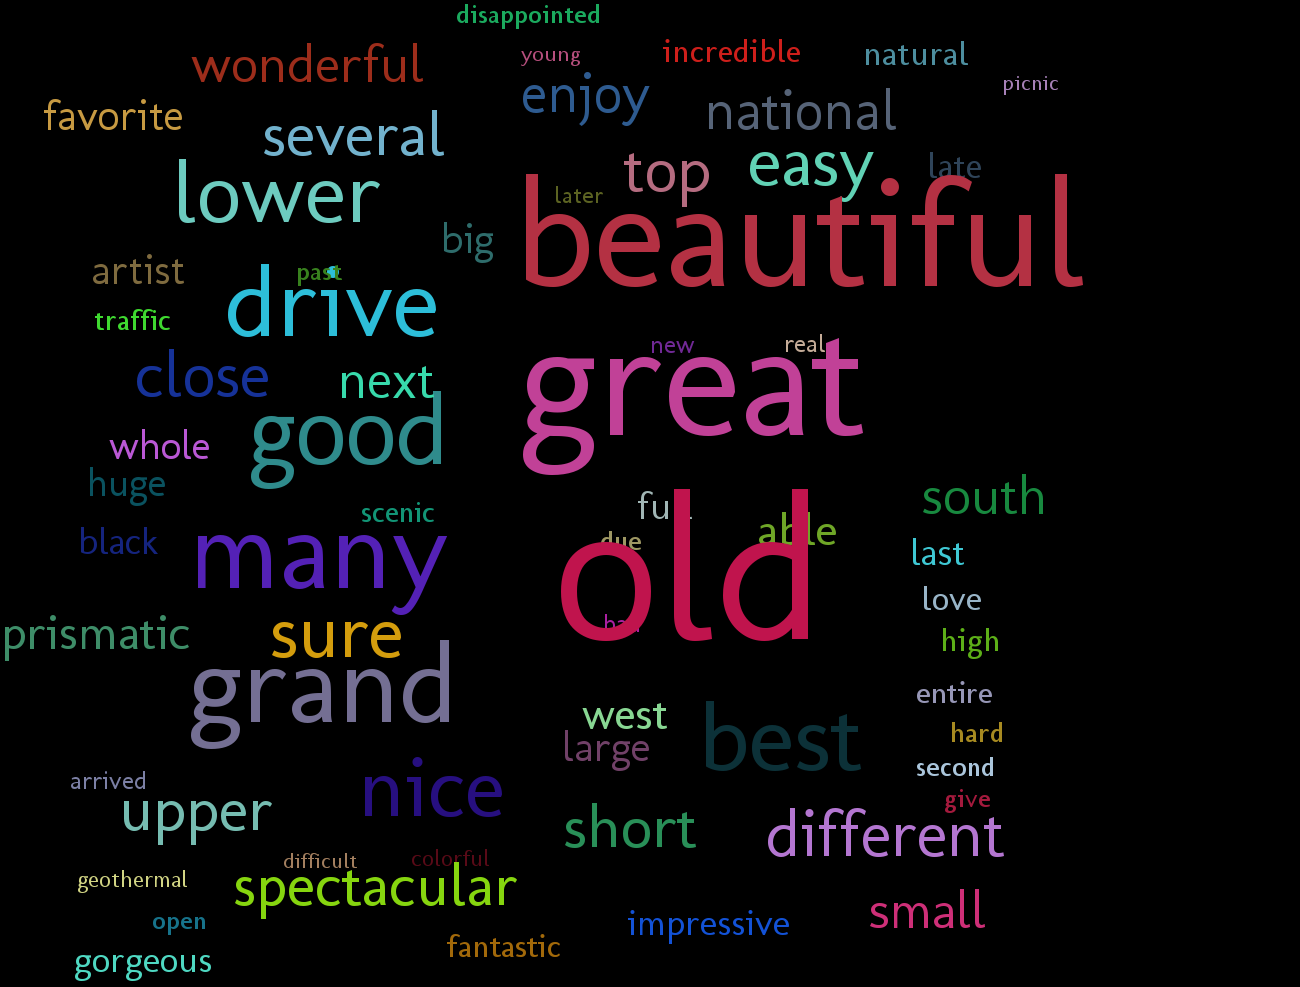 disappointed
young
incredible
natural
wonderful
picnic
enjoy
favorite
national
several
easy
top
late
lower
later
beautiful
big
artist
past
drive
traffic
new
real
close
next
great
good
whole
huge
south
full
scenic
able
black
due
many
last
old
love
prismatic
sure
high
grand
entire
west
hard
large
best
second
arrived
nice
give
upper
short
different
difficult
colorful
geothermal
spectacular
open
small
impressive
fantastic
gorgeous